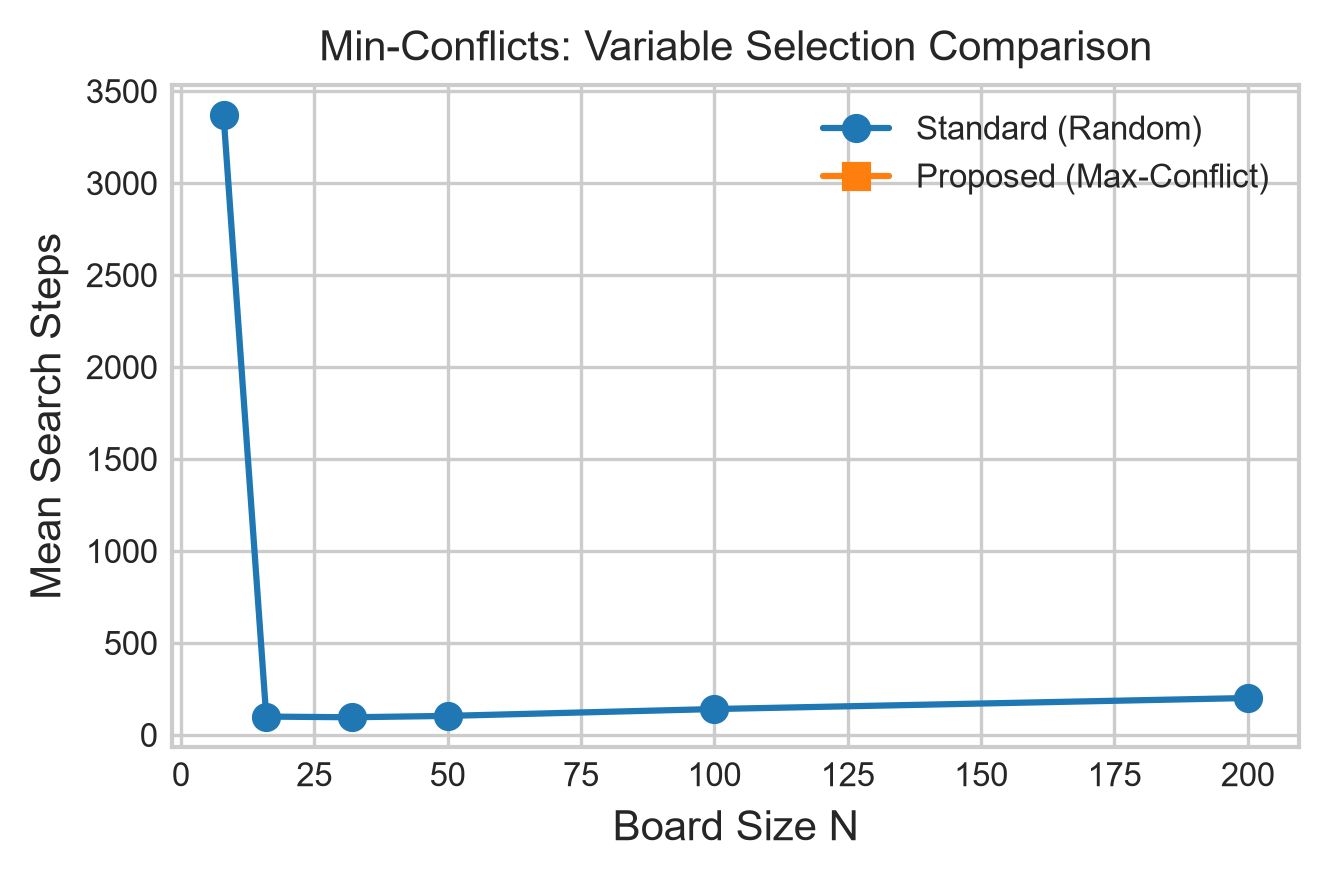 Min-Conflicts: Variable Selection Comparison
Standard (Random)
Proposed (Max-Conflict)
Mean Search Steps
3500
3000
2500
2000
1500
1000
500
0
0 25 50 75 100 125 150 175 200
Board Size N